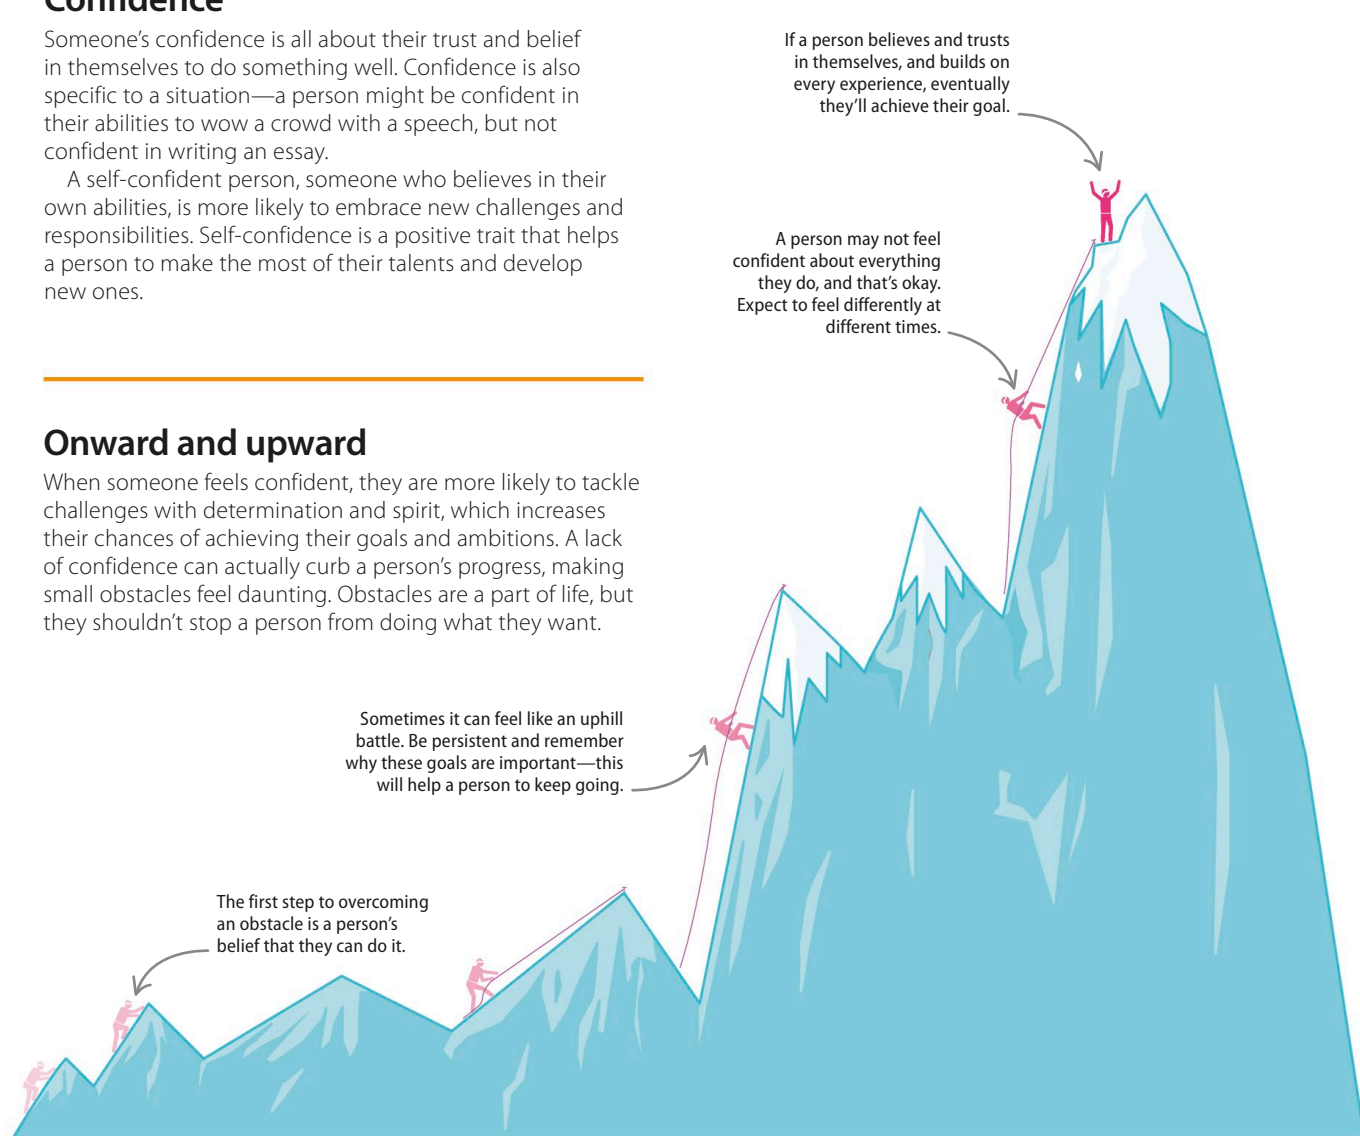 Confidence
Someone’s confidence is all about their trust and belief
in themselves to do something well. Confidence is also
specific to a situation—a person might be confident in
their abilities to wow a crowd with a speech, but not
confident in writing an essay.
A self-confident person, someone who believes in their
own abilities, is more likely to embrace new challenges and
responsibilities. Self-confidence is a positive trait that helps
a person to make the most of their talents and develop
new ones.
If a person believes and trusts
in themselves, and builds on
every experience, eventually
they’ll achieve their goal.
A person may not feel
confident about everything
they do, and that’s okay.
Expect to feel differently at
different times.
Onward and upward
When someone feels confident, they are more likely to tackle
challenges with determination and spirit, which increases
their chances of achieving their goals and ambitions. A lack
of confidence can actually curb a person’s progress, making
small obstacles feel daunting. Obstacles are a part of life, but
they shouldn’t stop a person from doing what they want.
Sometimes it can feel like an uphill
battle. Be persistent and remember
why these goals are important—this
will help a person to keep going.
The first step to overcoming
an obstacle is a person’s
belief that they can do it.